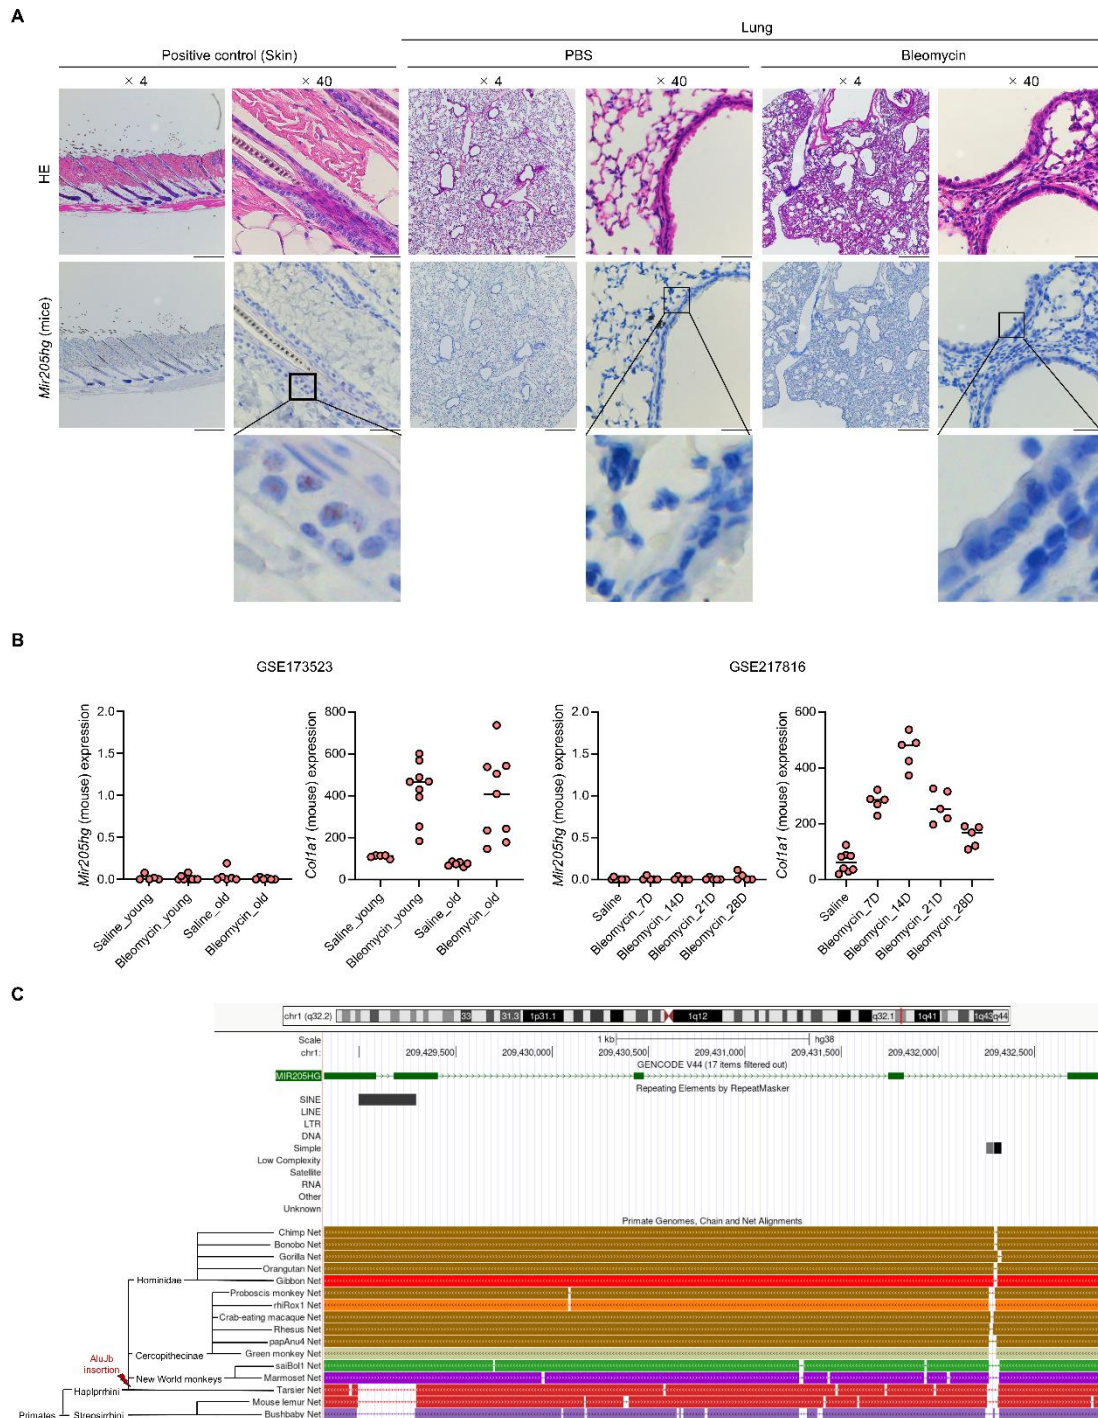 A
Lung
Positive control (Skin)
PBS
Bleomycin
× 4
× 40
× 4
× 40
× 4
× 40
HE
Mir205hg (mice)
B
GSE173523
GSE217816
Mir205hg (mouse) expression
2.0
1.5
1.0
0.5
0.0
Saline_young
Bleomycin_young
Saline_old
Bleomycin_old
Col1a1 (mouse) expression
800
600
400
200
0
Saline_young
Bleomycin_young
Saline_old
Bleomycin_old
Mir205hg (mouse) expression
2.0
1.5
1.0
0.5
0.0
Saline
Bleomycin_7D
Bleomycin_14D
Bleomycin_21D
Bleomycin_28D
Col1a1 (mouse) expression
600
400
200
0
Saline
Bleomycin_7D
Bleomycin_14D
Bleomycin_21D
Bleomycin_28D
C
chr1 (q32.2) 33 31.3 1p31.1 1q12 q32.1 1q41 1q43 q44
Scale 1 kb hg38
chr1: 209,429,500 209,430,000 209,430,500 209,431,000 209,431,500 209,432,000 209,432,500
GENCODE V44 (17 items filtered out)
MIR205HG
Repeating Elements by RepeatMasker
SINE
LINE
LTR
DNA
Simple
Low Complexity
Satellite
RNA
Other
Unknown
Primate Genomes, Chain and Net Alignments
Chimp Net
Bonobo Net
Gorilla Net
Orangutan Net
Hominidae Gibbon Net
Proboscis monkey Net
rhiRox1 Net
Crab-eating macaque Net
Rhesus Net
papAnu4 Net
Cercopithecinae Green monkey Net
AluJb
insertion
saiBol1 Net
New World monkeys Marmoset Net
Haplprrhini Tarsier Net
Mouse lemur Net
Primates Strepsirrhini Bushbaby Net